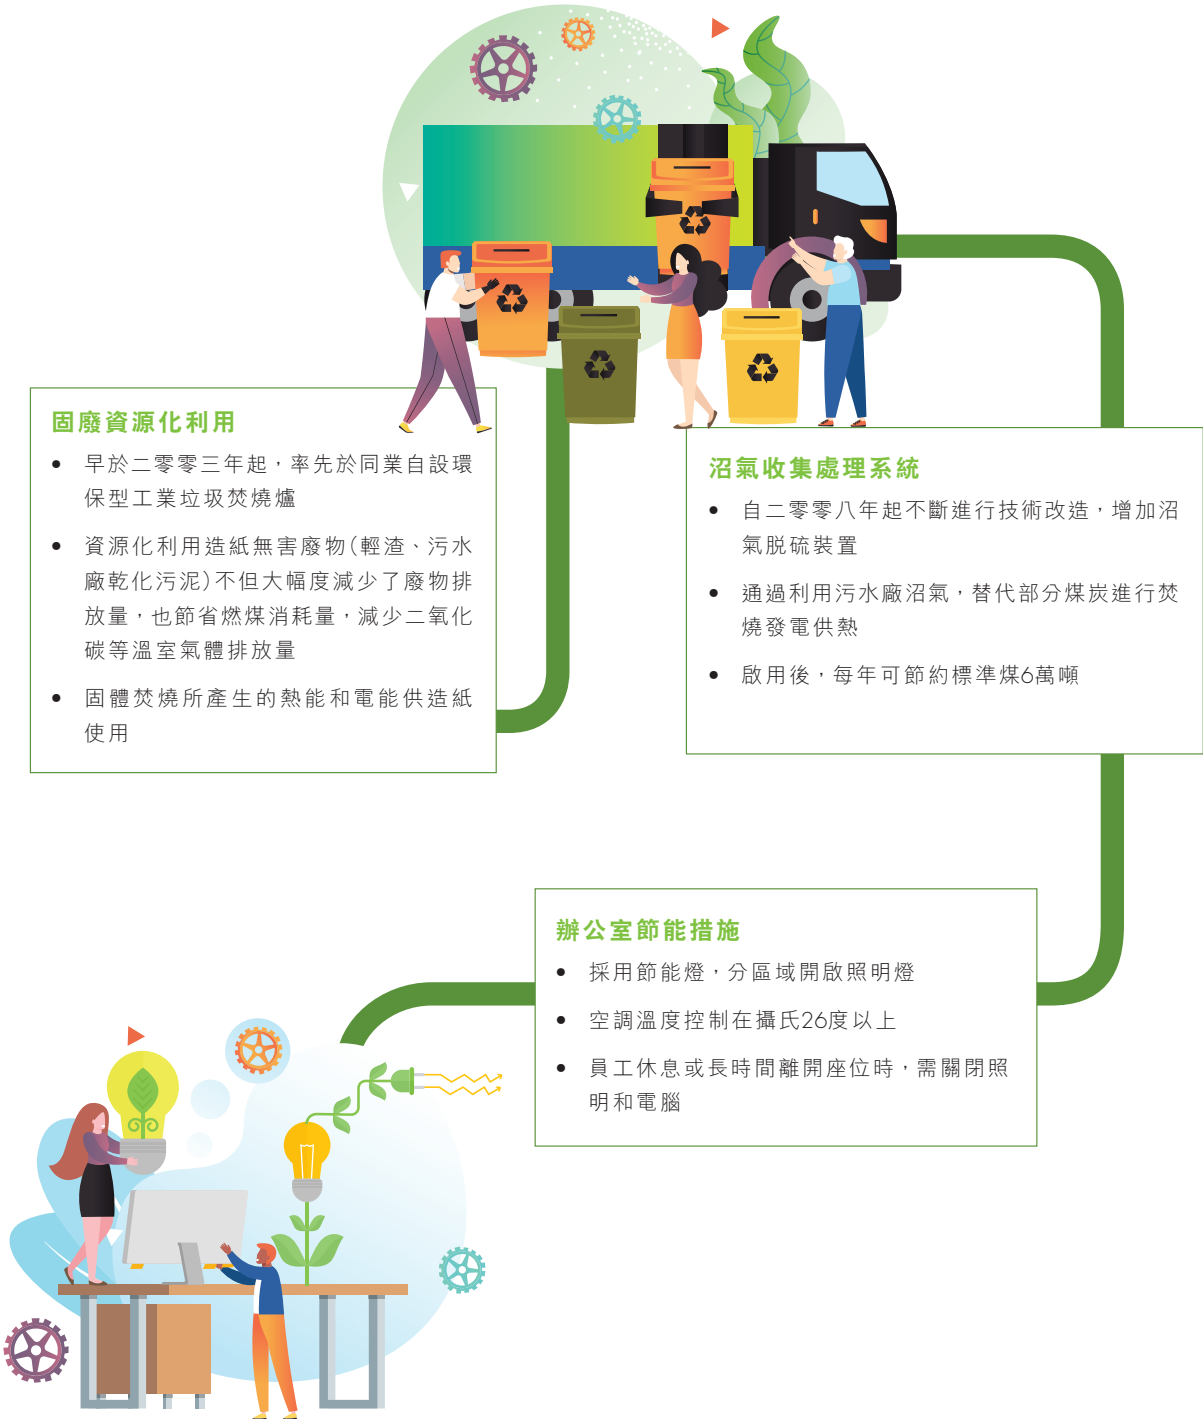 固廢資源化利用
• 早於二零零三年起，率先於同業自設環
保型工業垃圾焚燒爐
• 資源化利用造紙無害廢物（輕渣、污水
廠乾化污泥）不但大幅度減少了廢物排
放量，也節省燃煤消耗量，減少二氧化
碳等溫室氣體排放量
• 固體焚燒所產生的熱能和電能供造紙
使用
沼氣收集處理系統
• 自二零零八年起不斷進行技術改造，增加沼
氣脫硫裝置
• 通過利用污水廠沼氣，替代部分煤炭進行焚
燒發電供熱
• 啟用後，每年可節約標準煤6萬噸
辦公室節能措施
• 採用節能燈，分區域開啟照明燈
• 空調溫度控制在攝氏26度以上
• 員工休息或長時間離開座位時，需關閉照
明和電腦